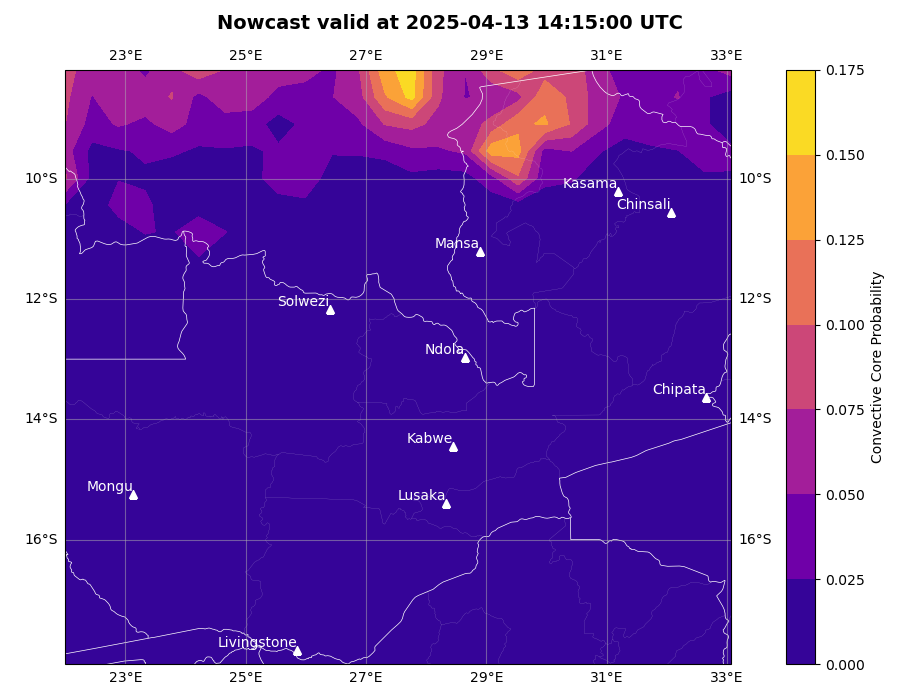 Nowcast valid at 2025-04-13 14:15:00 UTC
23°E 25°E 27°E 29°E 31°E 33°E
0.175
0.150
10°S Kasama 10°S
Chinsali
0.125
Mansa
12°S Solwezi 12°S
0.100
Ndola
Chipata
0.075
14°S 14°S
Kabwe
Mongu Lusaka
0.050
16°S 16°S
0.025
Livingstone
0.000
23°E 25°E 27°E 29°E 31°E 33°E
Convective Core Probability